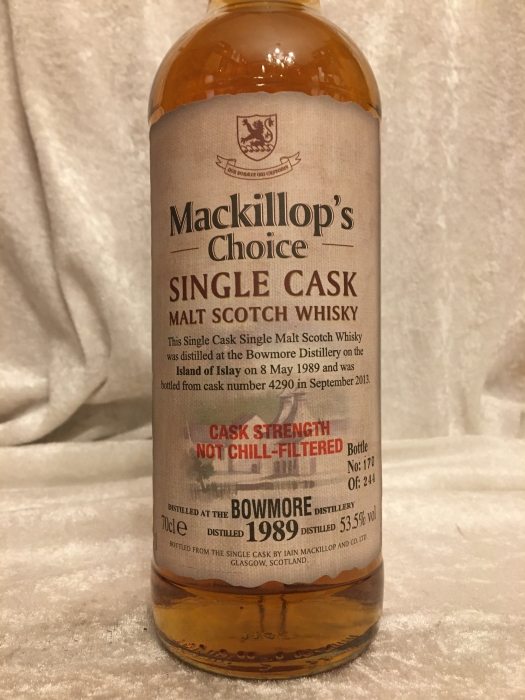 Mackillop's
Choice
SINGLE CASK
MALT SCOTCH WHISKY
This Single Cask Single Malt Scotch Whisky
was distilled at the Bowmore Distillery on the
Island of Islay on 8 May 1989 and was
bottled from cask number 4290 in September 2013.
CASK STRENGTH
NOT CHILL-FILTERED
Bottle
No: 172
Of: 244
DISTILLED AT THE BOWMORE DISTILLERY
70cl e DISTILLED 1989 DISTILLED 53.5% vol
BOTTLED FROM THE SINGLE CASK BY IAIN MACKILLOP AND CO. LTD.
GLASGOW, SCOTLAND.